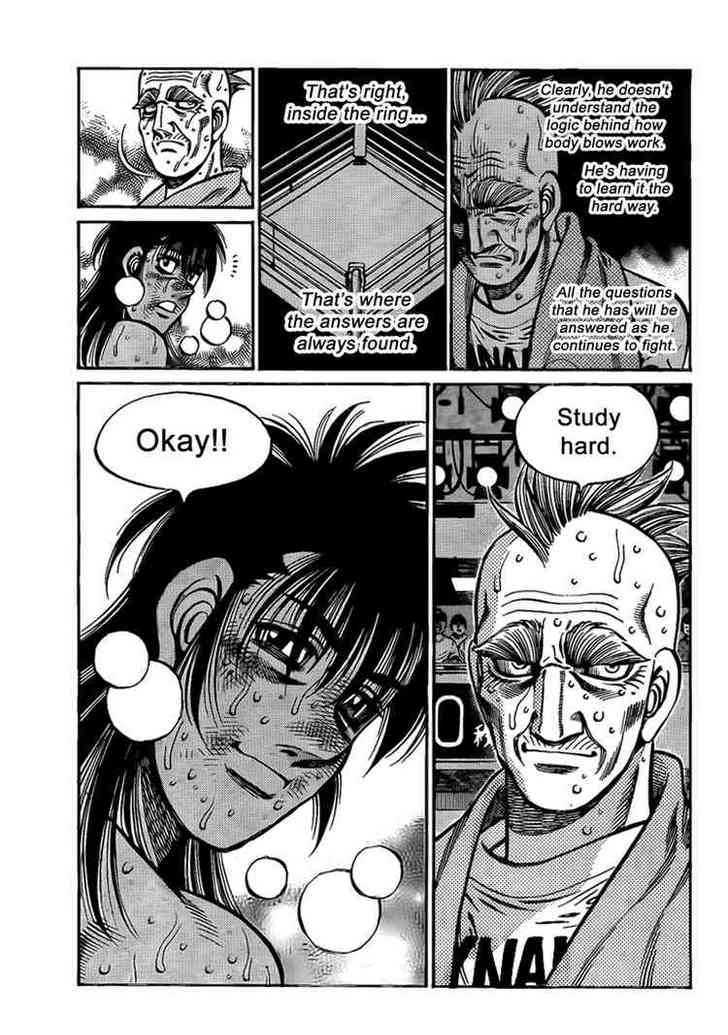 Clearly, he doesn't
understand the
logic behind how
body blows work.
He's having
to learn it the
hard way.
All the questions
that he has will be
answered as he
continues to fight.
That's right,
inside the ring...
That's where
the answers are
always found.
Study
hard.
Okay!!
KNA